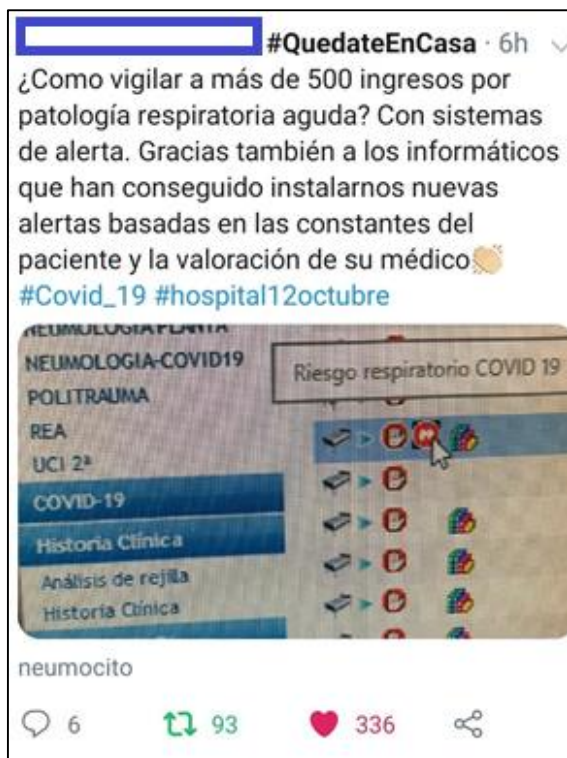 #QuedateEnCasa · 6h
¿Como vigilar a más de 500 ingresos por
patología respiratoria aguda? Con sistemas
de alerta. Gracias también a los informáticos
que han conseguido instalarnos nuevas
alertas basadas en las constantes del
paciente y la valoración de su médico👏🏼
#Covid_19 #hospital12octubre
NEUMOLOGIA PLANTA
NEUMOLOGIA-COVID19
Riesgo respiratorio COVID 19
POLITRAUMA
REA
UCI 2ª
COVID-19
Historia Clínica
Análisis de rejilla
Historia Clínica
neumocito
6 93 336